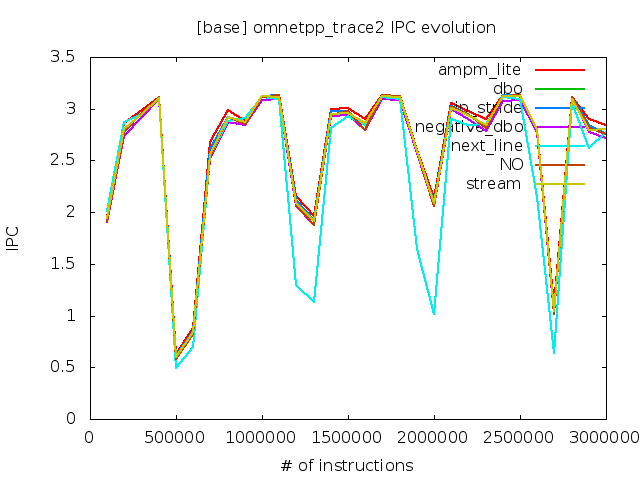 [base] omnetpp_trace2 IPC evolution
3.5
3
2.5
2
1.5
1
0.5
0
IPC
0 500000 1000000 1500000 2000000 2500000 3000000
# of instructions
ampm_lite
dbo
ip_stride
negative_dbo
next_line
NO
stream